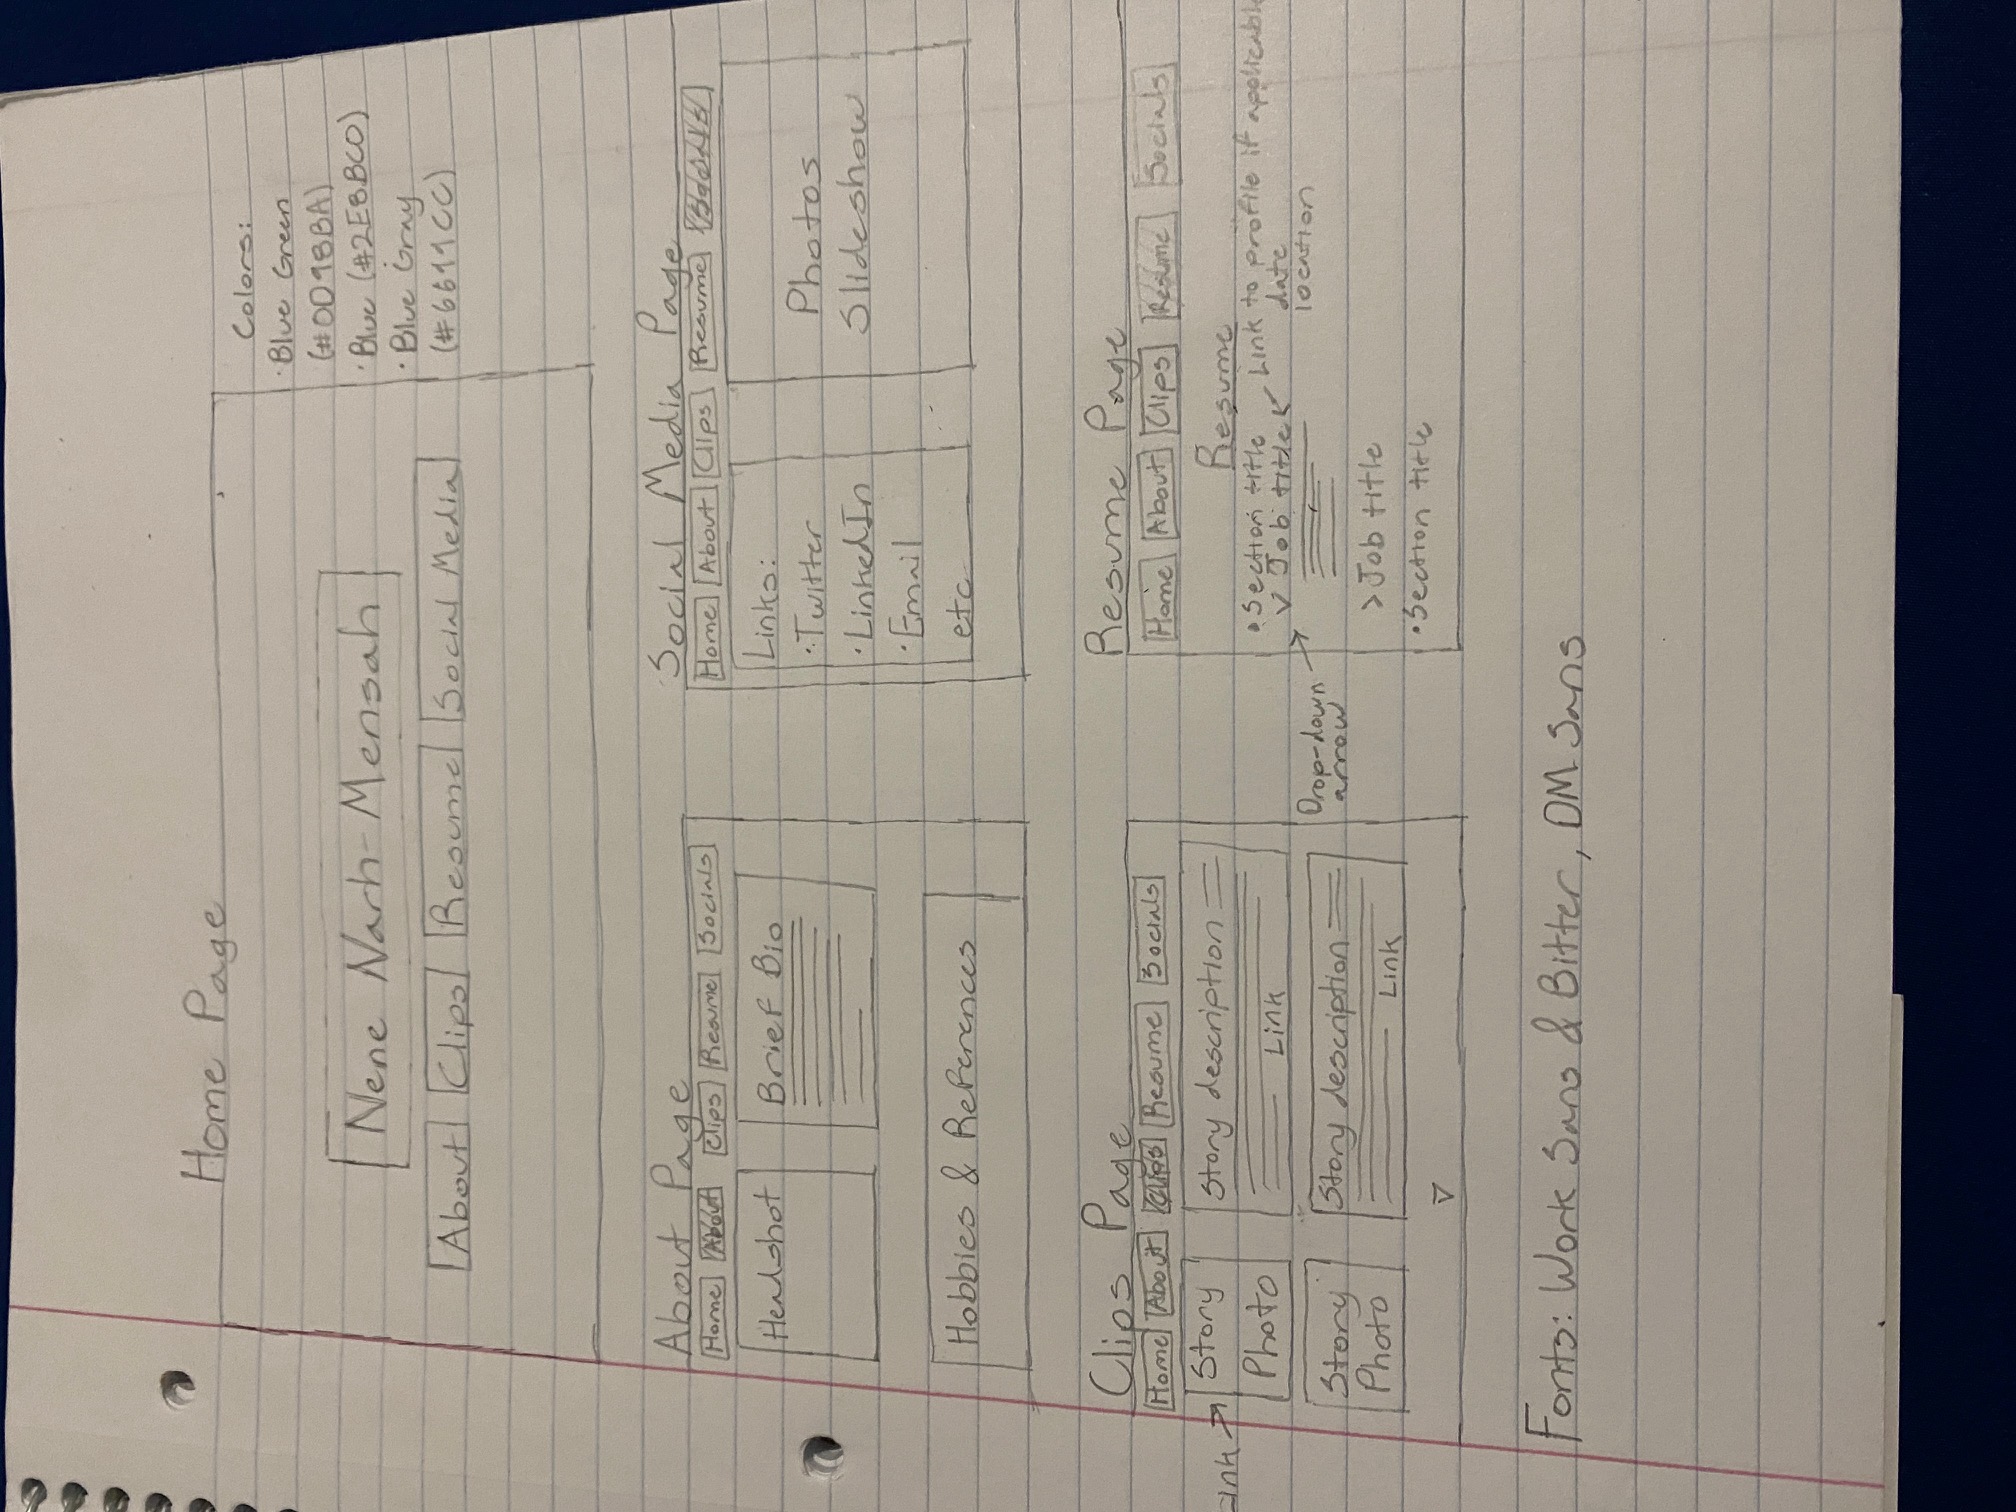 Home Page
Colors:
· Blue Green
(#0D98BA)
· Blue (#2E8BC0)
· Blue Gray
(#6699CC)
Nene Narh-Mensah
About Clips Resume Social Media
About Page
Home About Clips Resume Socials
Headshot
Brief Bio
Hobbies & References
Social Media Page
Home About Clips Resume
Links:
· Twitter
· LinkedIn
· Email
etc
Photos
Slideshow
Clips Page
Home About Clips Resume Socials
Link
Story
Photo
Story description
Link
Story
Photo
Story description
Link
Resume Page
Home About Clips Resume Socials
Resume
• Section title
Job title
Link to profile if applicable
date
location
Drop-down
arrow
> Job title
• Section title
Fonts: Work Sans & Bitter, DM Sans